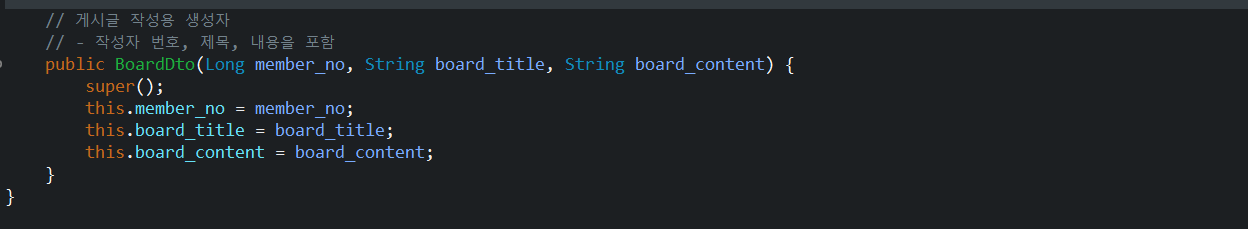 // 게시글 작성용 생성자
// - 작성자 번호, 제목, 내용을 포함
public BoardDto(Long member_no, String board_title, String board_content) {
super();
this.member_no = member_no;
this.board_title = board_title;
this.board_content = board_content;
}
}